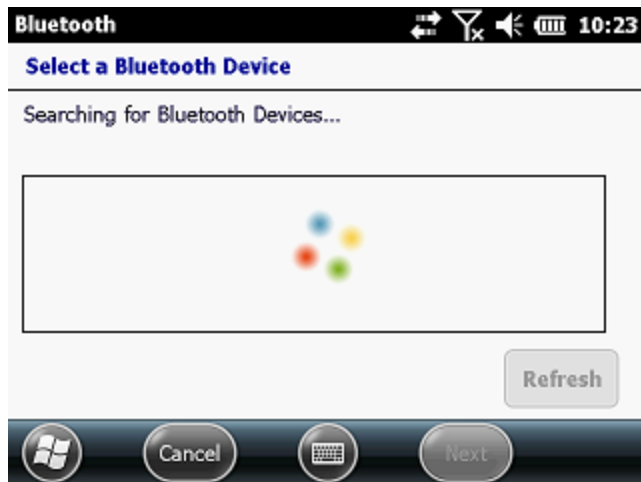 Bluetooth 10:23
Select a Bluetooth Device
Searching for Bluetooth Devices...
Refresh
Cancel Next